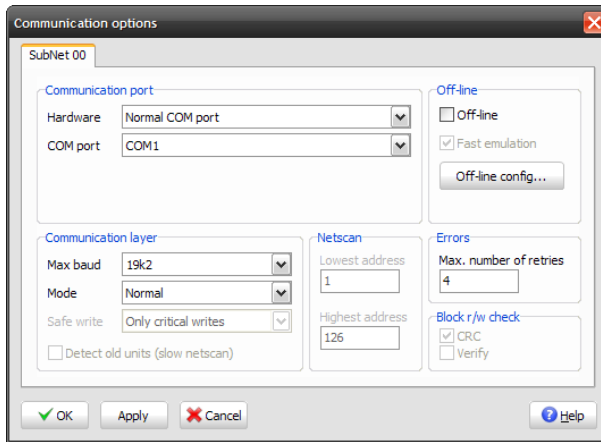 Communication options
SubNet 00
Communication port
Hardware Normal COM port
COM port COM1
Off-line
Off-line
Fast emulation
Off-line config...
Communication layer
Max baud 19k2
Mode Normal
Safe write Only critical writes
Detect old units (slow netscan)
Netscan
Lowest address
1
Highest address
126
Errors
Max. number of retries
4
Block r/w check
CRC
Verify
OK Apply Cancel Help